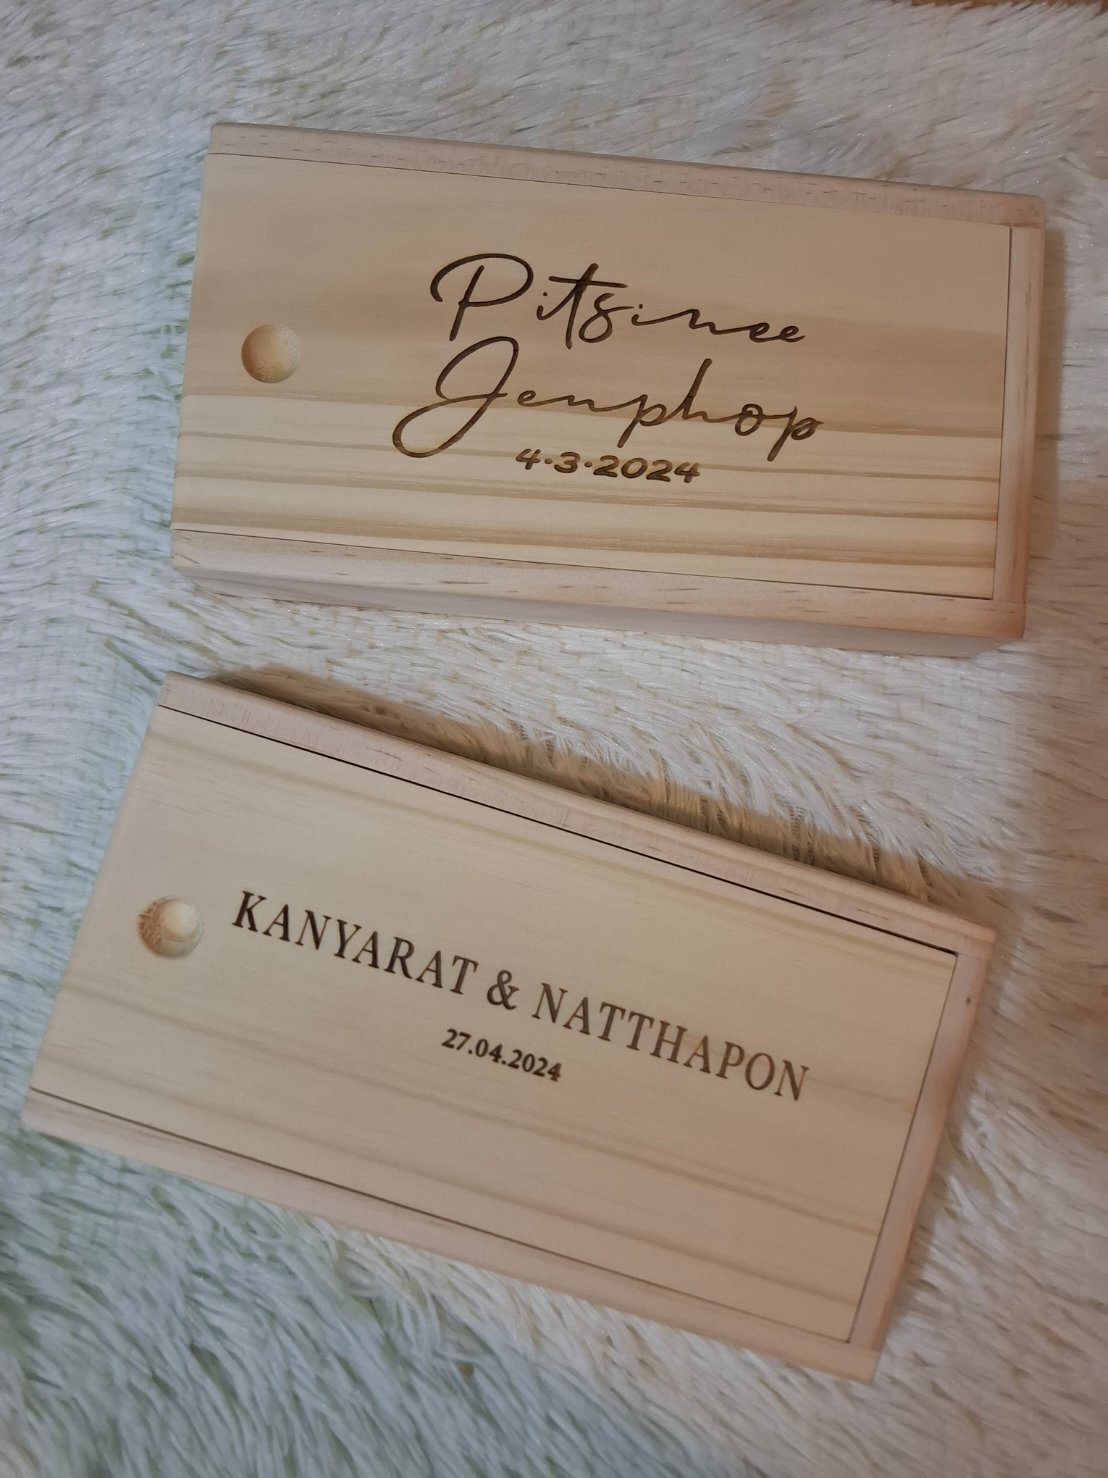 Pitsinee
Jenphop
4·3·2024
KANYARAT & NATTHAPON
27.04.2024